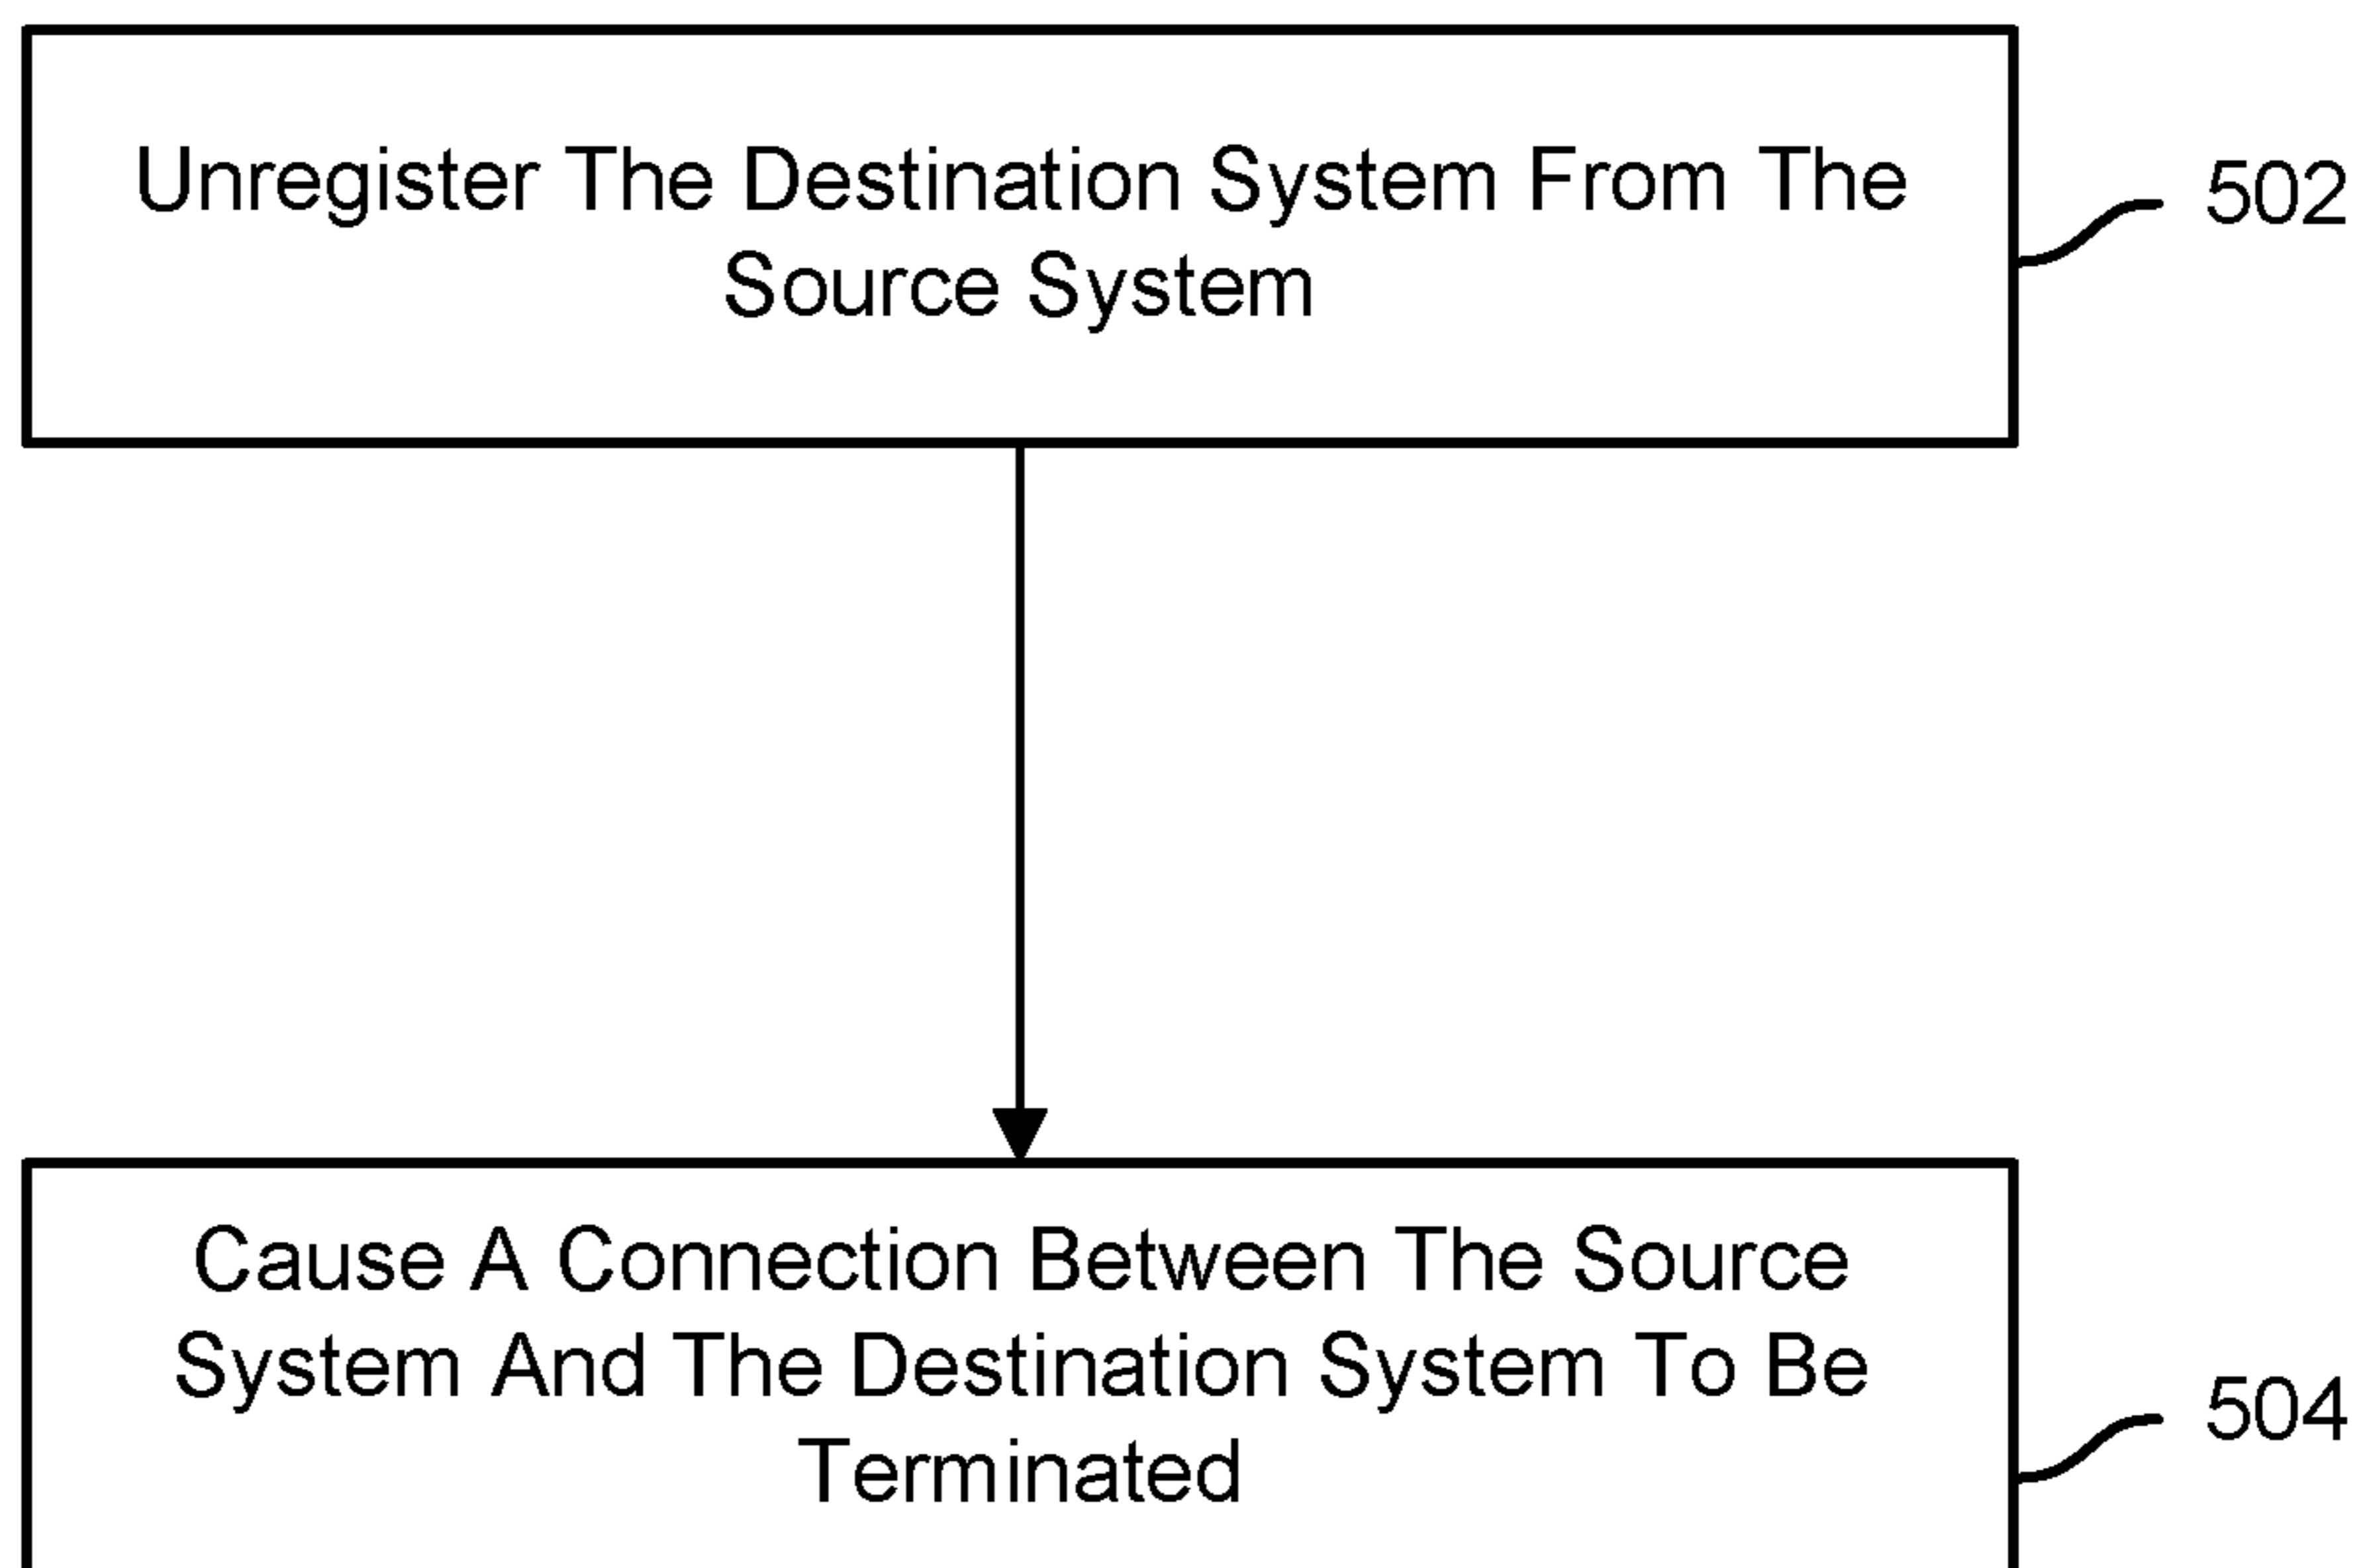 Unregister The Destination System From The
Source System
502
Cause A Connection Between The Source
System And The Destination System To Be
Terminated
504